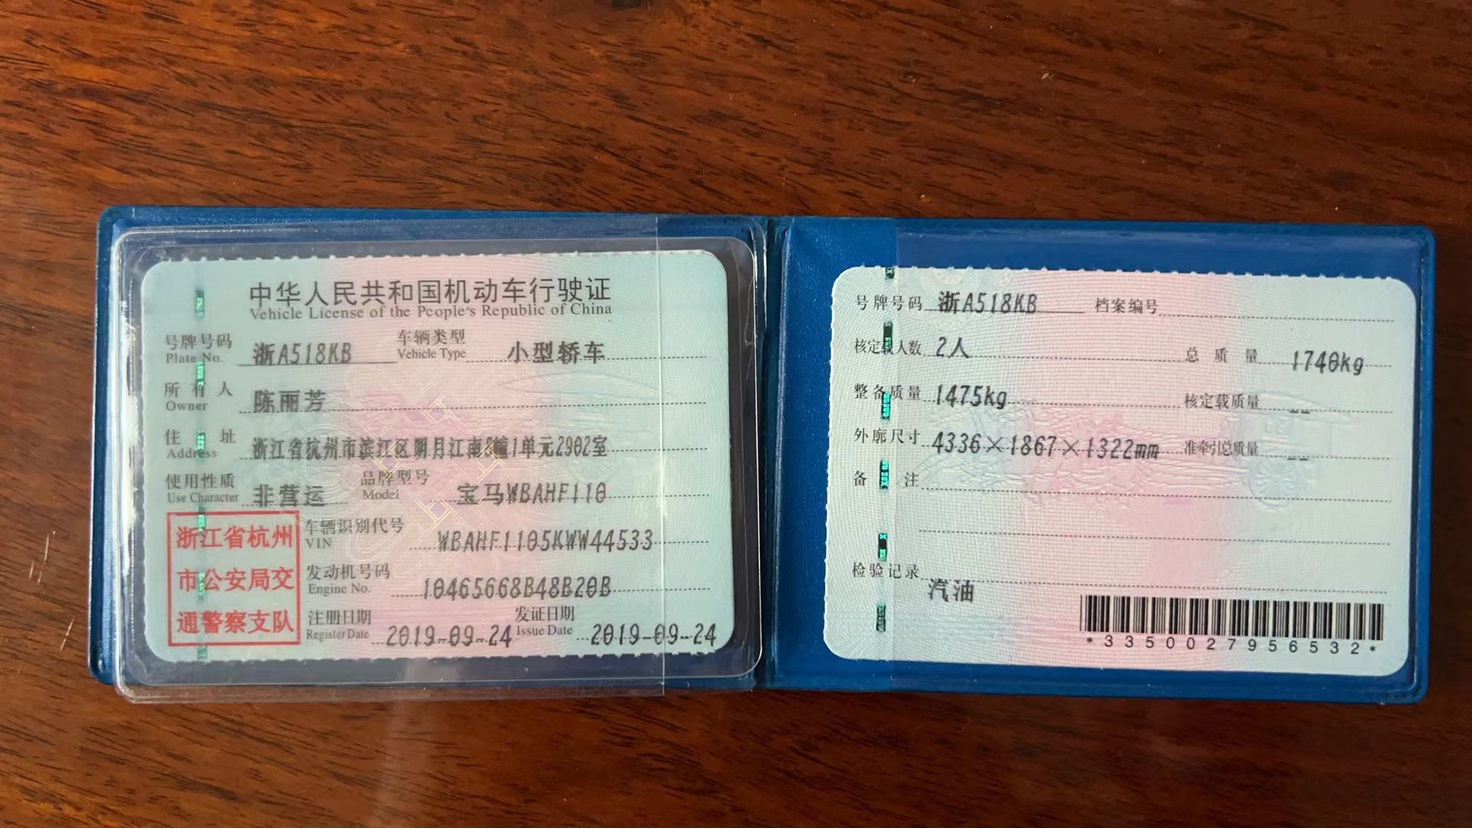 中华人民共和国机动车行驶证
Vehicle License of the People's Republic of China
号牌号码 浙A518KB 车辆类型 小型轿车
Plate No. Vehicle Type
所有人 陈丽芳
Owner
住址 浙江省杭州市滨江区明月江南8幢1单元2902室
Address
使用性质 非营运 品牌型号 宝马WBAHF110
Use Character Model
浙江省杭州
市公安局交
通警察支队
车辆识别代号 WBAHF1105KWW44533
VIN
发动机号码 10465668B48B20B
Engine No.
注册日期 2019-09-24 发证日期 2019-09-24
Register Date Issue Date
号牌号码 浙A518KB 档案编号
核定载人数 2人 总质量 1740kg
整备质量 1475kg 核定载质量 --
外廓尺寸 4336×1867×1322mm 准牵引总质量 --
备注
检验记录 汽油
*3350027956532*